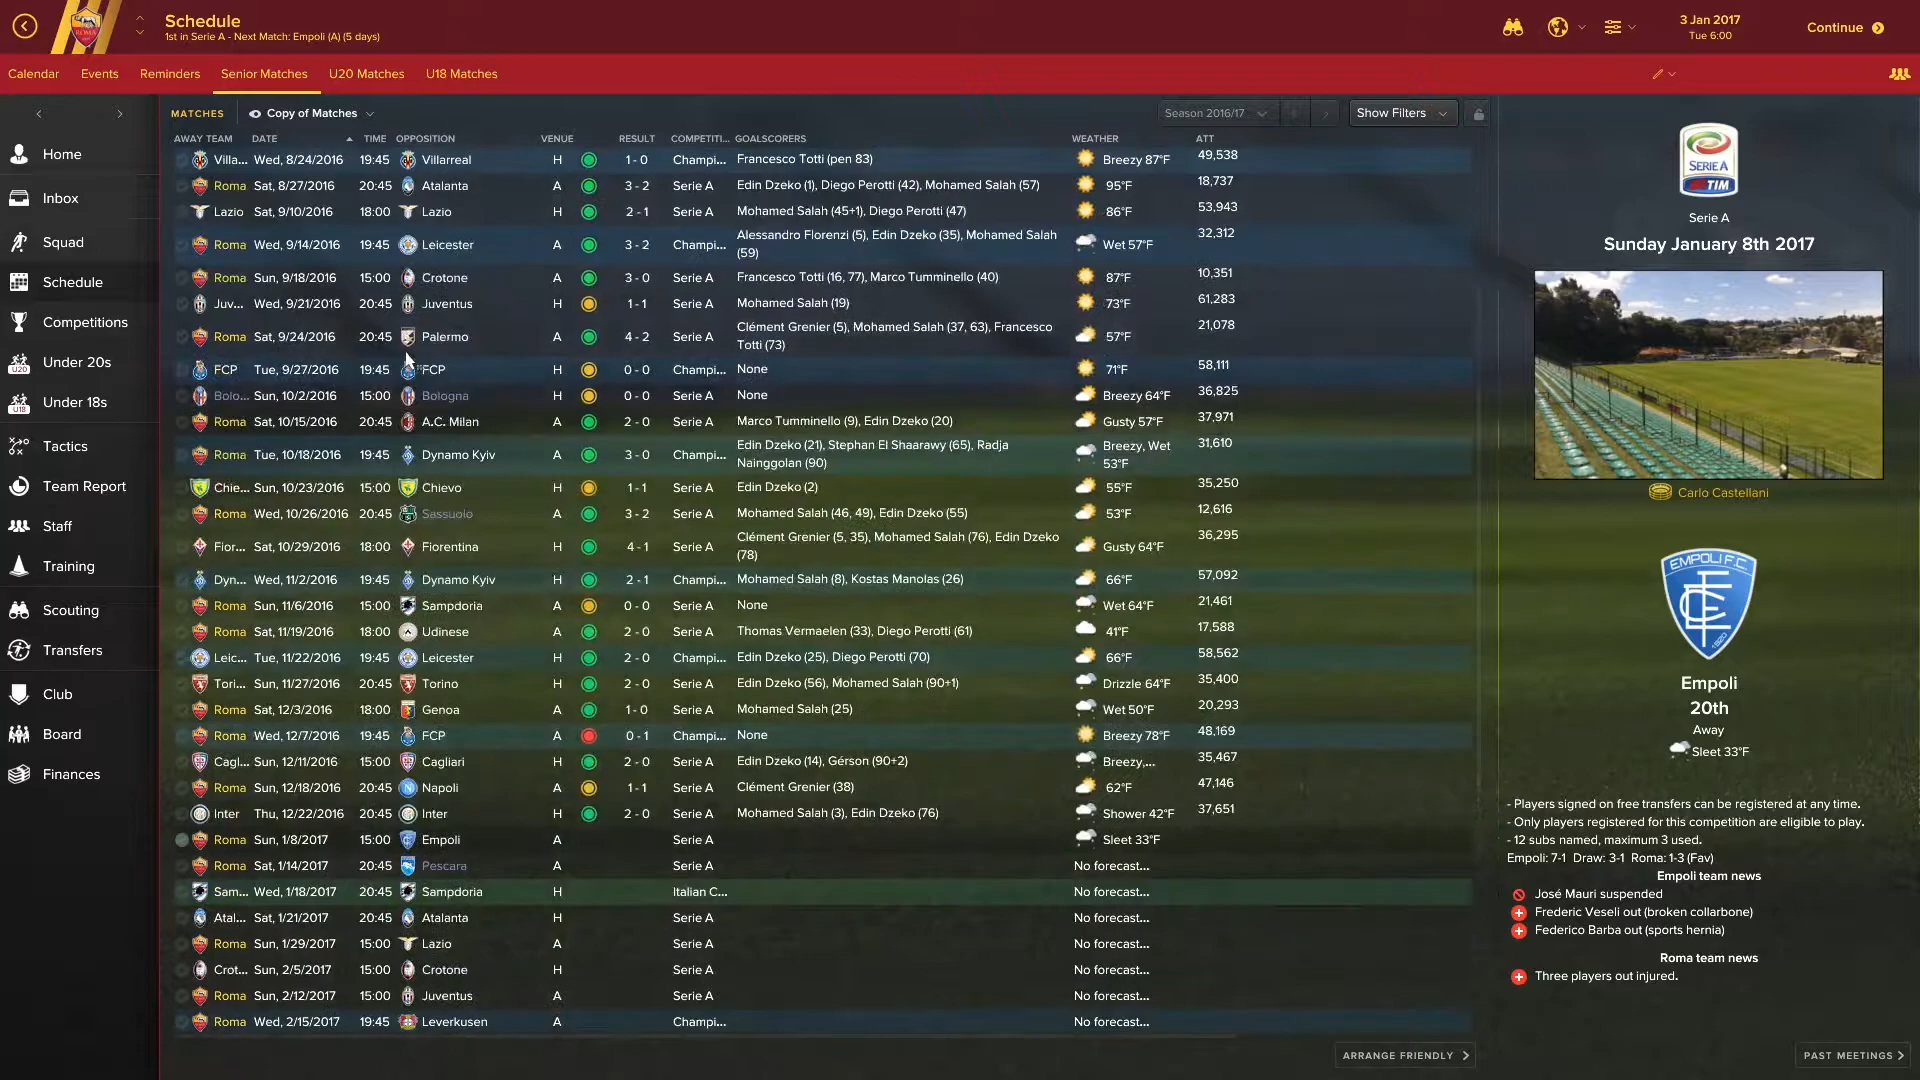 Schedule
1st in Serie A - Next Match: Empoli (A) (5 days)
3 Jan 2017
Tue 6:00
Continue
Calendar Events Reminders Senior Matches U20 Matches U18 Matches
Home
Inbox
Squad
Schedule
Competitions
Under 20s
Under 18s
Tactics
Team Report
Staff
Training
Scouting
Transfers
Club
Board
Finances
MATCHES Copy of Matches Season 2016/17 Show Filters
AWAY TEAM DATE TIME OPPOSITION VENUE RESULT COMPETITI... GOALSCORERS WEATHER ATT
Villa... Wed, 8/24/2016 19:45 Villarreal H 1 - 0 Champi... Francesco Totti (pen 83) Breezy 87°F 49,538
Roma Sat, 8/27/2016 20:45 Atalanta A 3 - 2 Serie A Edin Dzeko (1), Diego Perotti (42), Mohamed Salah (57) 95°F 18,737
Lazio Sat, 9/10/2016 18:00 Lazio H 2 - 1 Serie A Mohamed Salah (45+1), Diego Perotti (47) 86°F 53,943
Roma Wed, 9/14/2016 19:45 Leicester A 3 - 2 Champi... Alessandro Florenzi (5), Edin Dzeko (35), Mohamed Salah
(59) Wet 57°F 32,312
Roma Sun, 9/18/2016 15:00 Crotone A 3 - 0 Serie A Francesco Totti (16, 77), Marco Tumminello (40) 87°F 10,351
Juv... Wed, 9/21/2016 20:45 Juventus H 1 - 1 Serie A Mohamed Salah (19) 73°F 61,283
Roma Sat, 9/24/2016 20:45 Palermo A 4 - 2 Serie A Clément Grenier (5), Mohamed Salah (37, 63), Francesco
Totti (73) 57°F 21,078
FCP Tue, 9/27/2016 19:45 FCP H 0 - 0 Champi... None 71°F 58,111
Bolo... Sun, 10/2/2016 15:00 Bologna H 0 - 0 Serie A None Breezy 64°F 36,825
Roma Sat, 10/15/2016 20:45 A.C. Milan A 2 - 0 Serie A Marco Tumminello (9), Edin Dzeko (20) Gusty 57°F 37,971
Roma Tue, 10/18/2016 19:45 Dynamo Kyiv A 3 - 0 Champi... Edin Dzeko (21), Stephan El Shaarawy (65), Radja
Nainggolan (90) Breezy, Wet
53°F 31,610
Chie... Sun, 10/23/2016 15:00 Chievo H 1 - 1 Serie A Edin Dzeko (2) 55°F 35,250
Roma Wed, 10/26/2016 20:45 Sassuolo A 3 - 2 Serie A Mohamed Salah (46, 49), Edin Dzeko (55) 53°F 12,616
Fior... Sat, 10/29/2016 18:00 Fiorentina H 4 - 1 Serie A Clément Grenier (5, 35), Mohamed Salah (76), Edin Dzeko
(78) Gusty 64°F 36,295
Dyn... Wed, 11/2/2016 19:45 Dynamo Kyiv H 2 - 1 Champi... Mohamed Salah (8), Kostas Manolas (26) 66°F 57,092
Roma Sun, 11/6/2016 15:00 Sampdoria A 0 - 0 Serie A None Wet 64°F 21,461
Roma Sat, 11/19/2016 18:00 Udinese A 2 - 0 Serie A Thomas Vermaelen (33), Diego Perotti (61) 41°F 17,588
Leic... Tue, 11/22/2016 19:45 Leicester H 2 - 0 Champi... Edin Dzeko (25), Diego Perotti (70) 66°F 58,562
Tori... Sun, 11/27/2016 20:45 Torino H 2 - 0 Serie A Edin Dzeko (56), Mohamed Salah (90+1) Drizzle 64°F 35,400
Roma Sat, 12/3/2016 18:00 Genoa A 1 - 0 Serie A Mohamed Salah (25) Wet 50°F 20,293
Roma Wed, 12/7/2016 19:45 FCP A 0 - 1 Champi... None Breezy 78°F 48,169
Cagl... Sun, 12/11/2016 15:00 Cagliari H 2 - 0 Serie A Edin Dzeko (14), Gérson (90+2) Breezy,... 35,467
Roma Sun, 12/18/2016 20:45 Napoli A 1 - 1 Serie A Clément Grenier (38) 62°F 47,146
Inter Thu, 12/22/2016 20:45 Inter H 2 - 0 Serie A Mohamed Salah (3), Edin Dzeko (76) Shower 42°F 37,651
Roma Sun, 1/8/2017 15:00 Empoli A Serie A Sleet 33°F
Roma Sat, 1/14/2017 20:45 Pescara A Serie A No forecast...
Sam... Wed, 1/18/2017 20:45 Sampdoria H Italian C... No forecast...
Atal... Sat, 1/21/2017 20:45 Atalanta H Serie A No forecast...
Roma Sun, 1/29/2017 15:00 Lazio A Serie A No forecast...
Crot... Sun, 2/5/2017 15:00 Crotone H Serie A No forecast...
Roma Sun, 2/12/2017 15:00 Juventus A Serie A No forecast...
Roma Wed, 2/15/2017 19:45 Leverkusen A Champi... No forecast...
ARRANGE FRIENDLY
SERIE A
TIM
Serie A
Sunday January 8th 2017
Carlo Castellani
EMPOLI F.C.
1920
Empoli
20th
Away
Sleet 33°F
- Players signed on free transfers can be registered at any time.
- Only players registered for this competition are eligible to play.
- 12 subs named, maximum 3 used.
Empoli: 7-1 Draw: 3-1 Roma: 1-3 (Fav)
Empoli team news
José Mauri suspended
Frederic Veseli out (broken collarbone)
Federico Barba out (sports hernia)
Roma team news
Three players out injured.
PAST MEETINGS